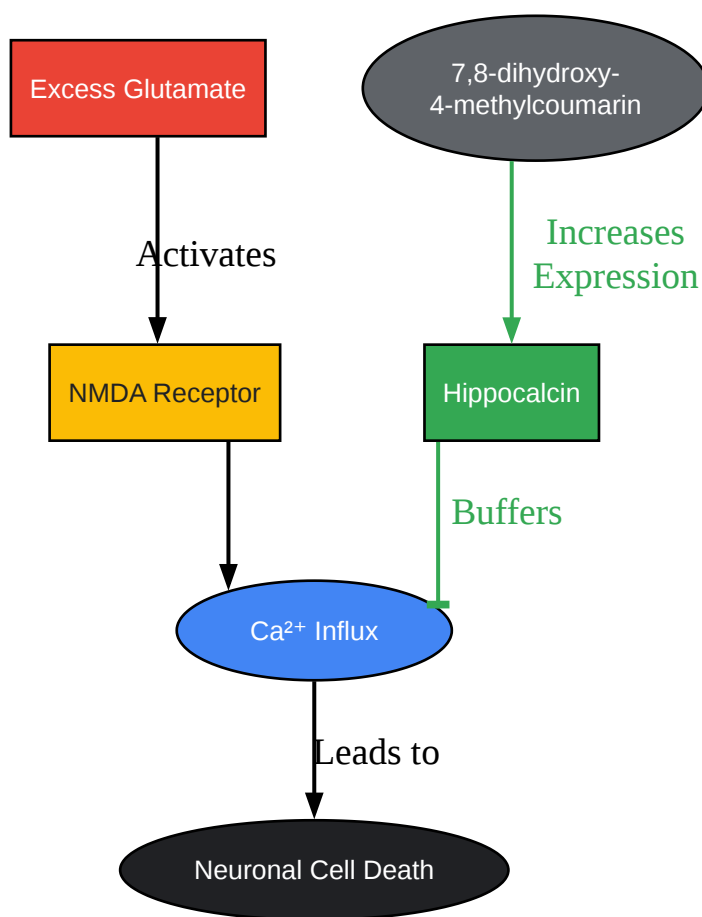 Excess Glutamate
7,8-dihydroxy-
4-methylcoumarin
Activates
Increases
Expression
NMDA Receptor
Hippocalcin
Buffers
Ca²⁺ Influx
Leads to
Neuronal Cell Death